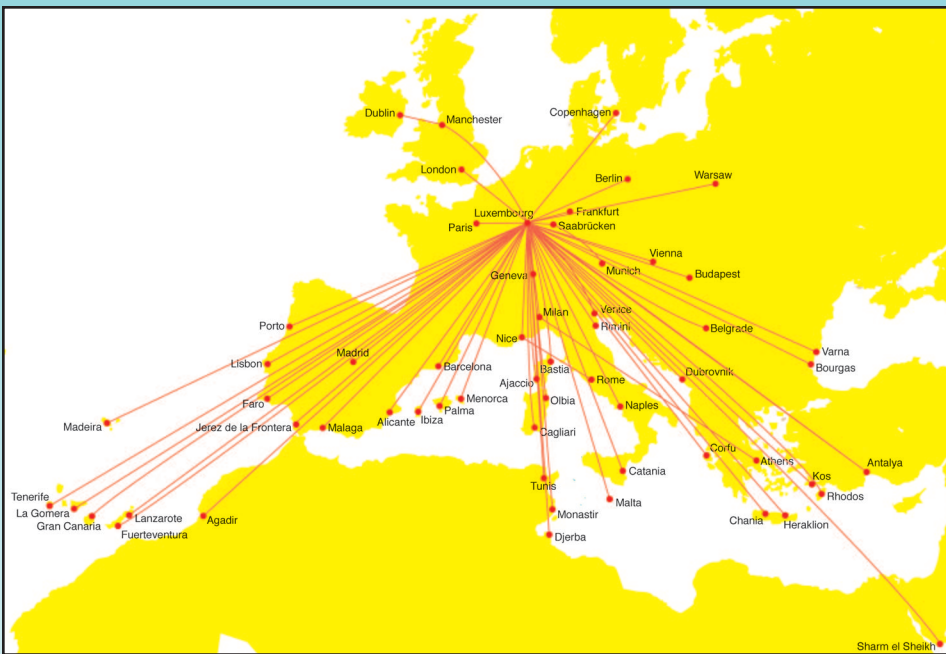 Dublin
Manchester
Copenhagen
London
Berlin
Warsaw
Luxembourg
Frankfurt
Paris
Saabrücken
Vienna
Munich
Geneva
Budapest
Milan
Venice
Porto
Rimini
Belgrade
Nice
Madrid
Varna
Lisbon
Barcelona
Bastia
Bourgas
Ajaccio
Rome
Dubrovnik
Faro
Menorca
Olbia
Palma
Naples
Madeira
Jerez de la Frontera
Malaga
Alicante
Ibiza
Cagliari
Corfu
Athens
Antalya
Catania
Kos
Tunis
Tenerife
Rhodos
La Gomera
Malta
Gran Canaria
Lanzarote
Agadir
Monastir
Chania
Heraklion
Fuerteventura
Djerba
Sharm el Sheikh